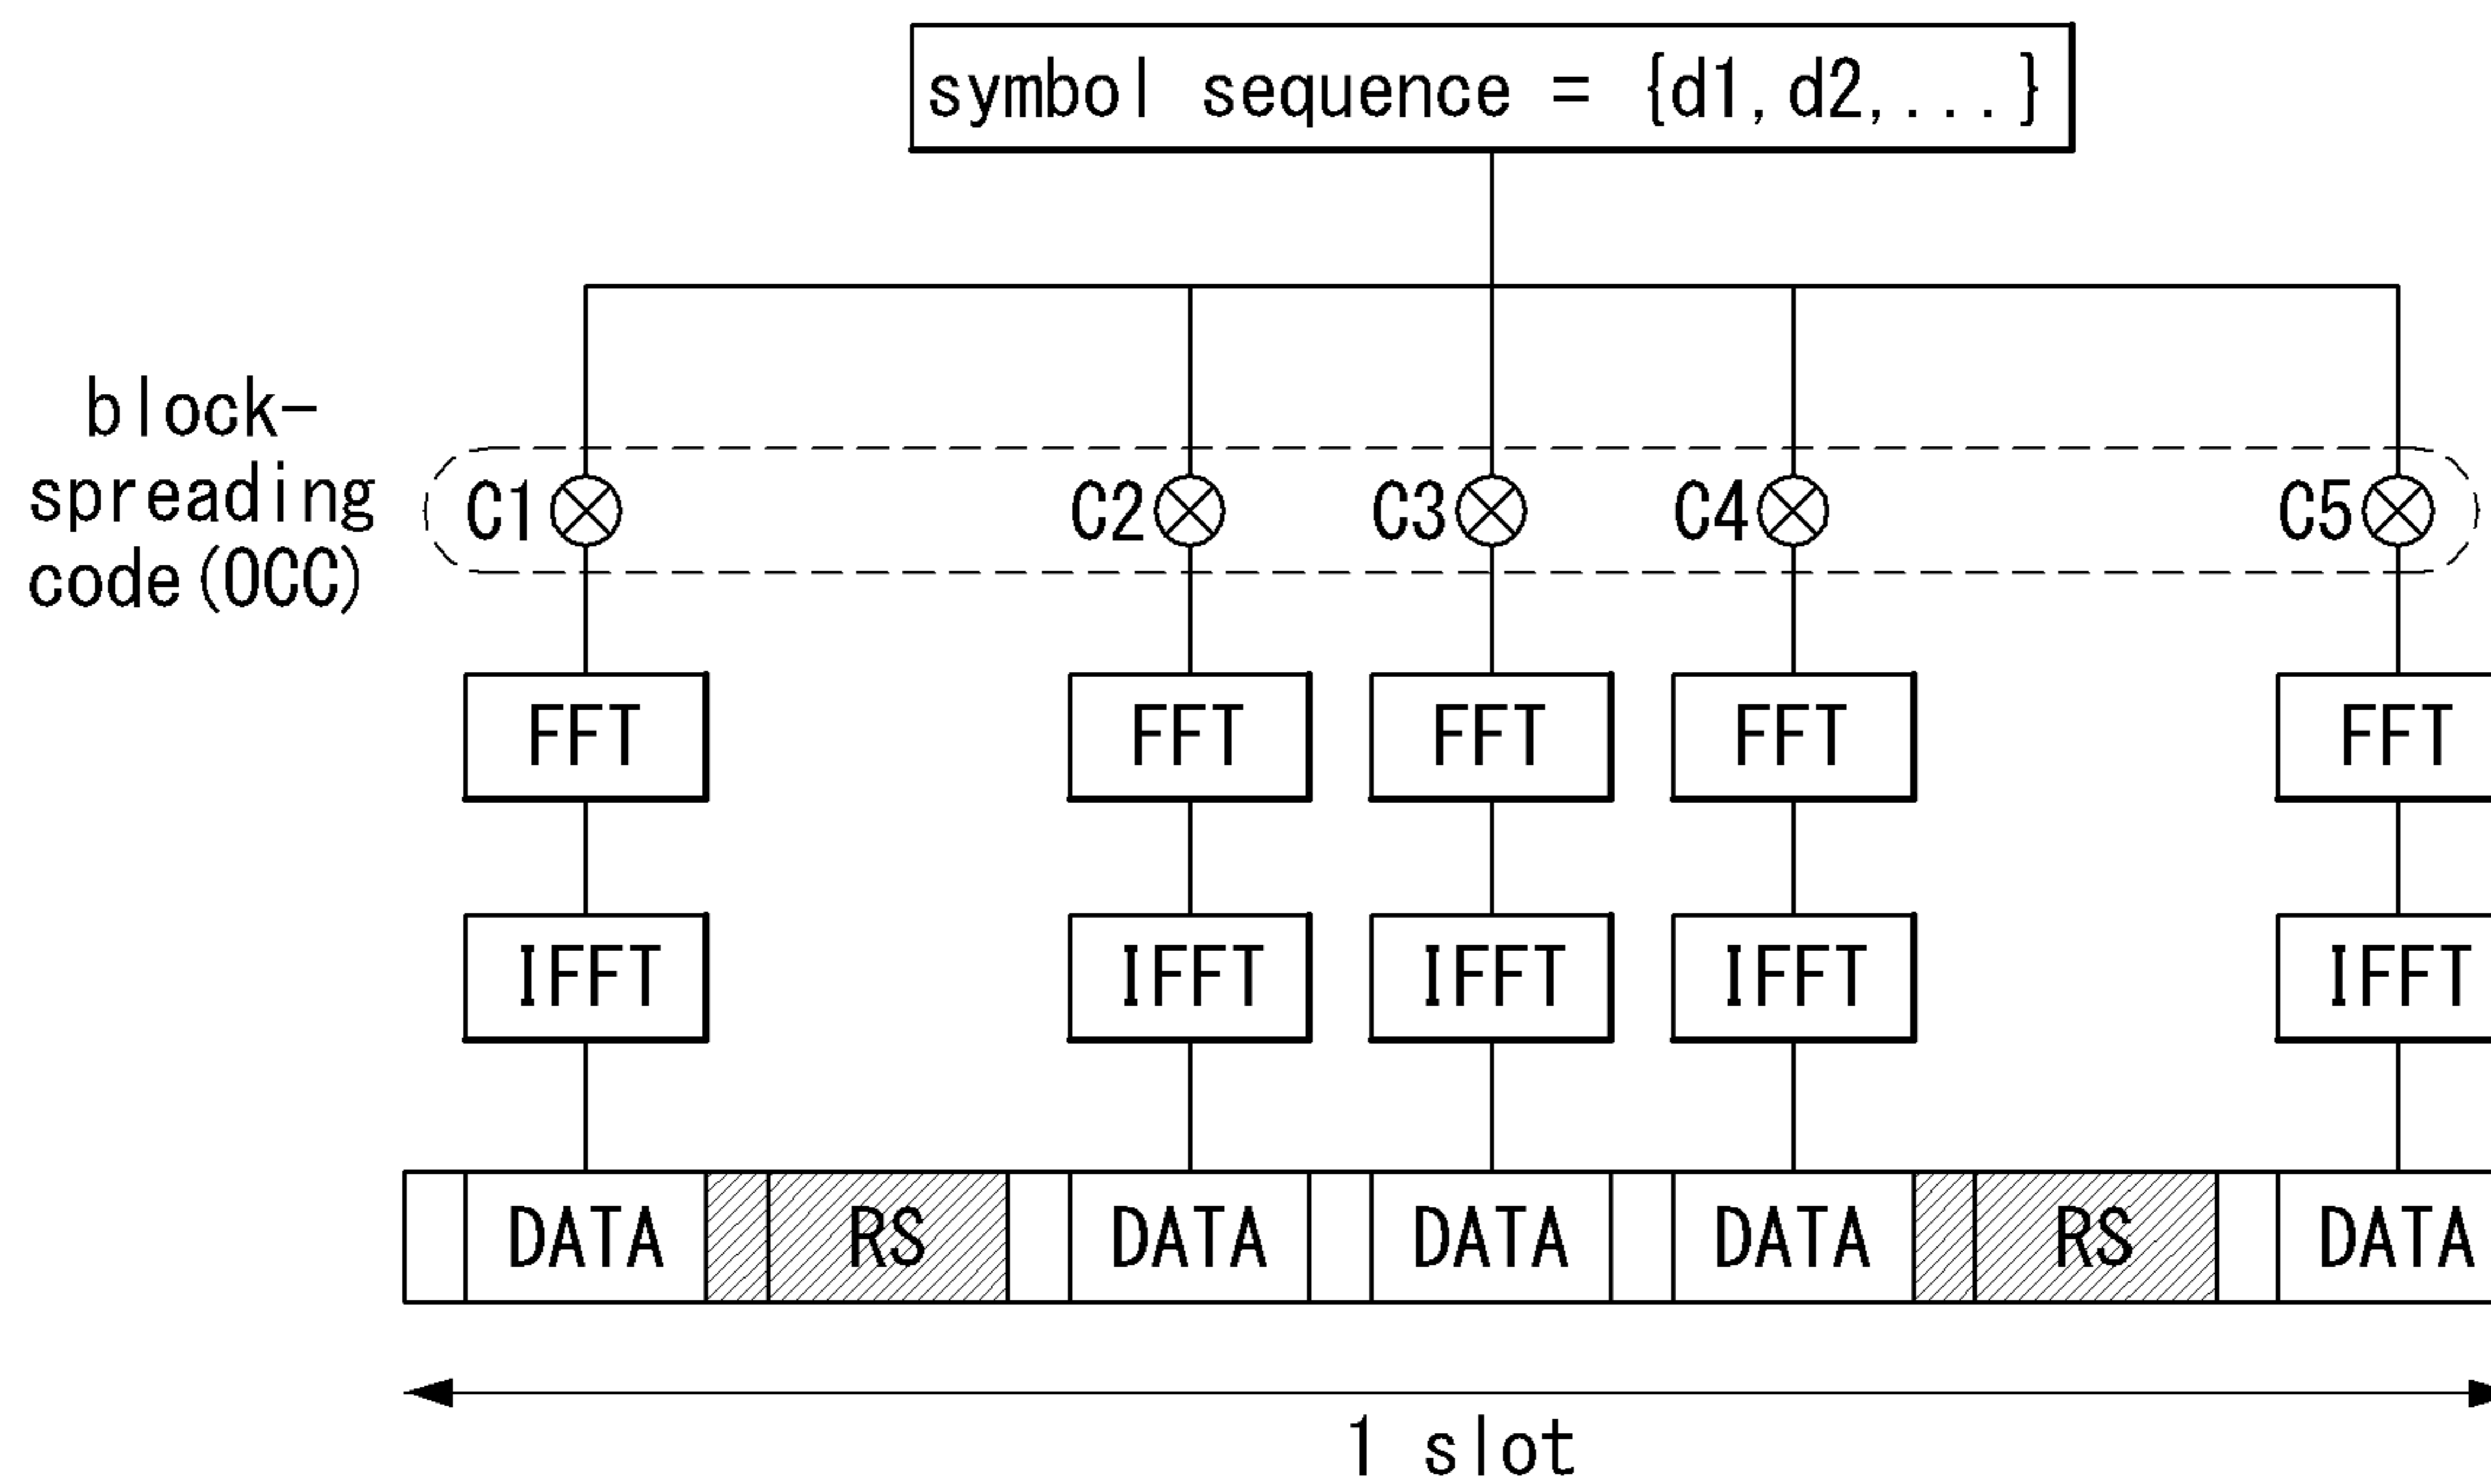 symbol sequence = {d1, d2, ...}
block-
spreading
code(OCC)
C1 C2 C3 C4 C5
FFT FFT FFT FFT FFT
IFFT IFFT IFFT IFFT IFFT
DATA RS DATA DATA DATA RS DATA
1 slot